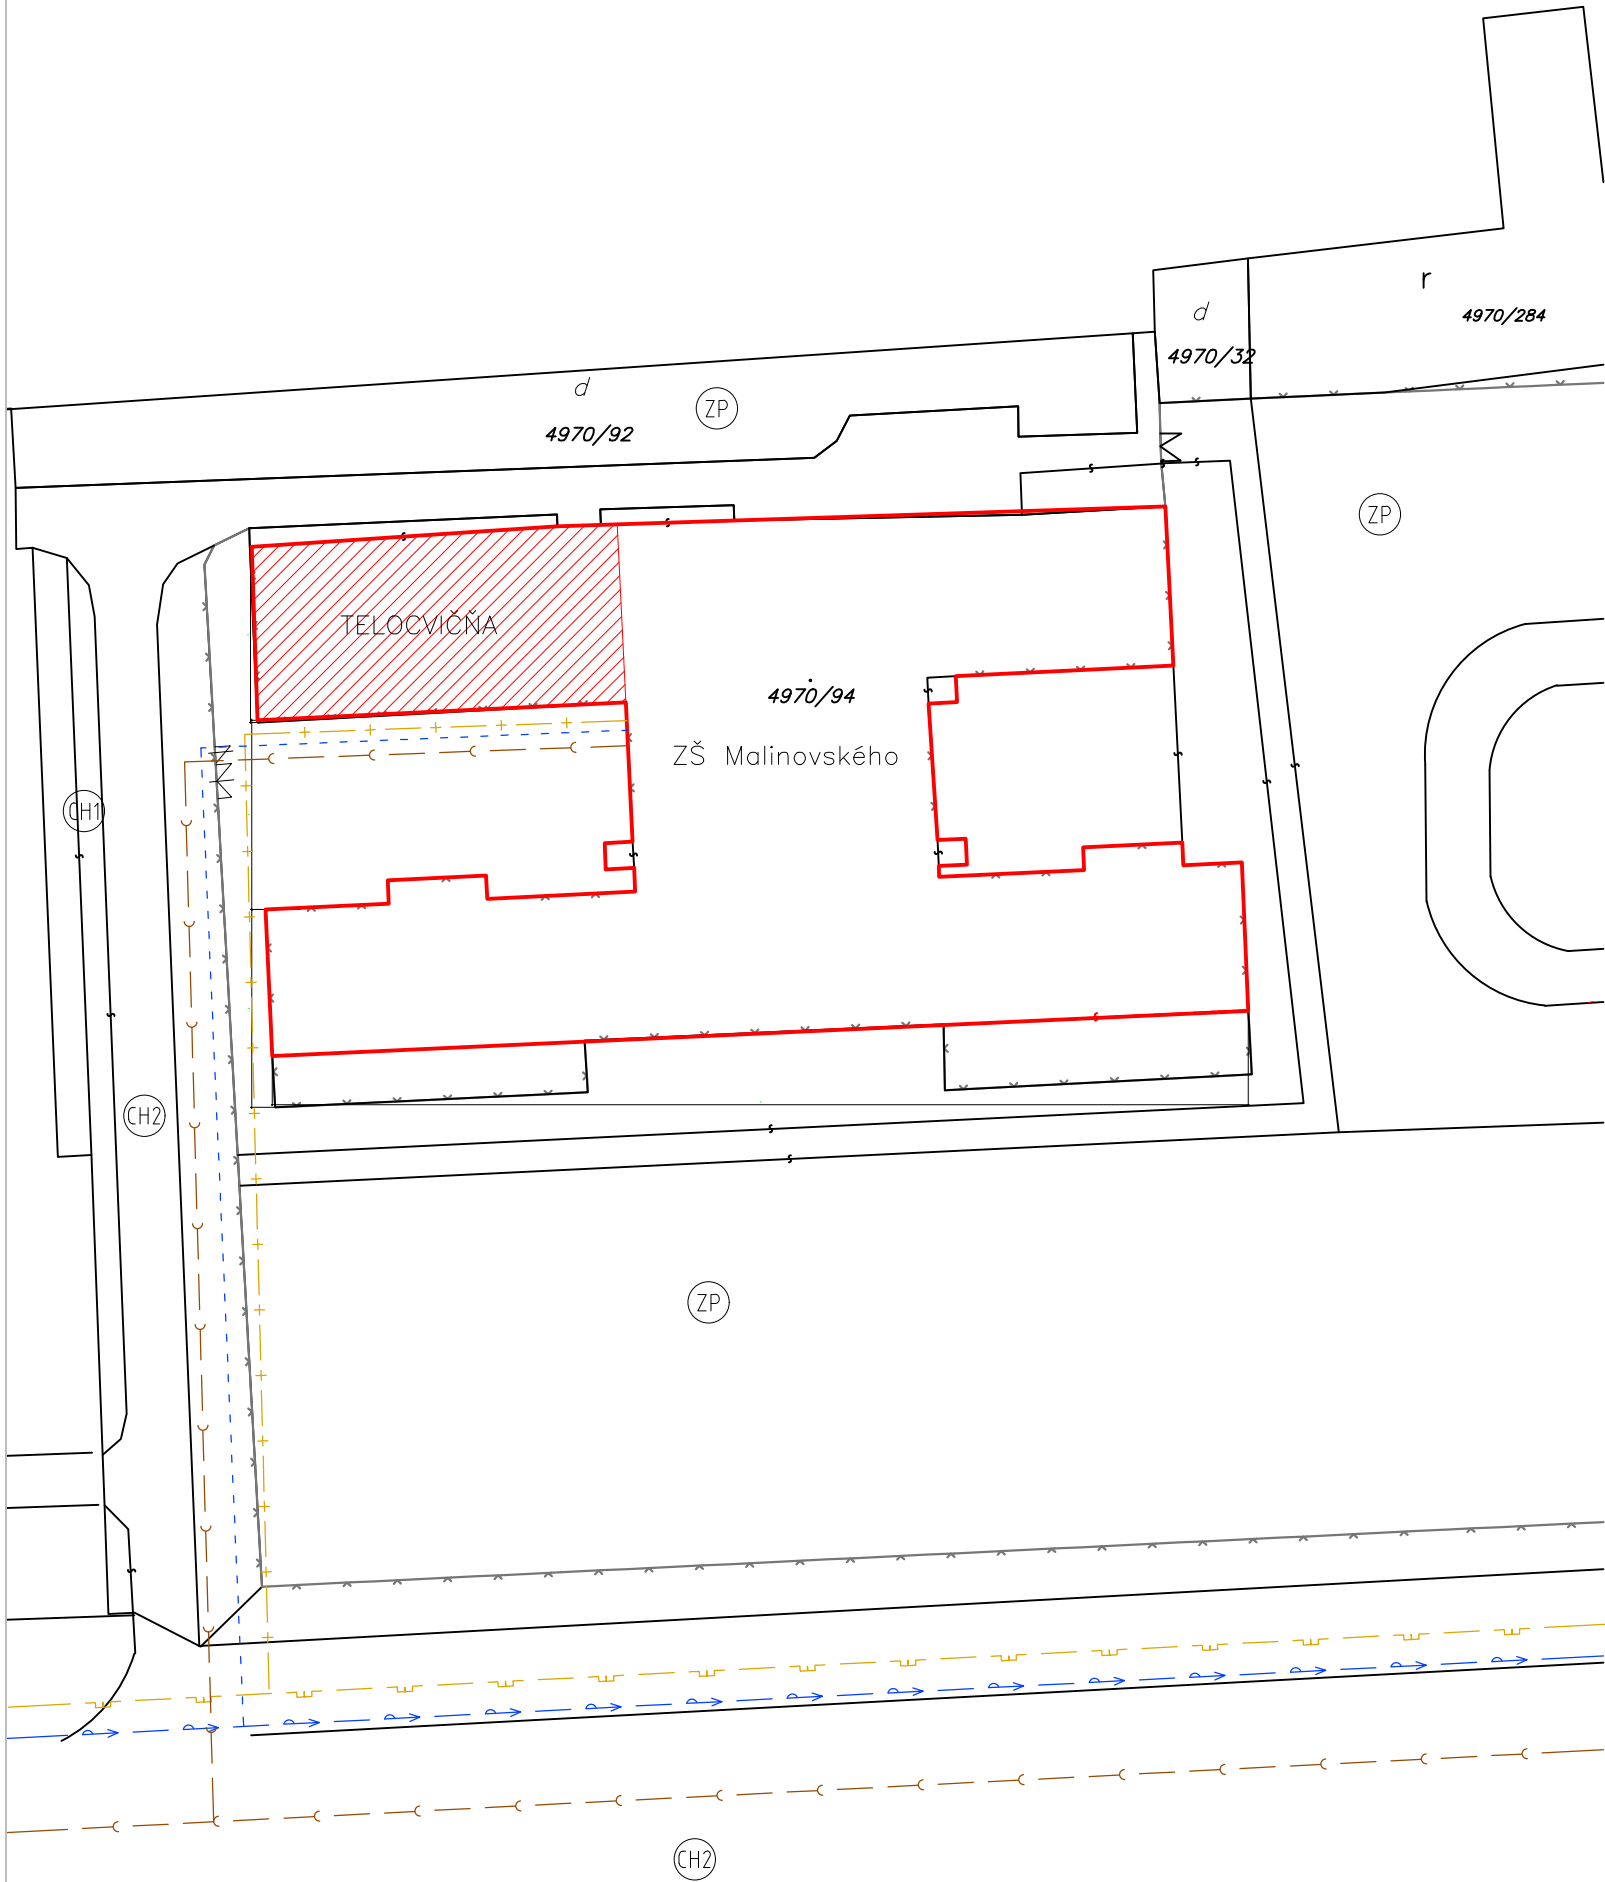 r
d
4970/284
4970/32
d
ZP
4970/92
ZP
TELOCVIČŇA
4970/94
ZŠ Malinovského
CH1
CH2
ZP
CH2